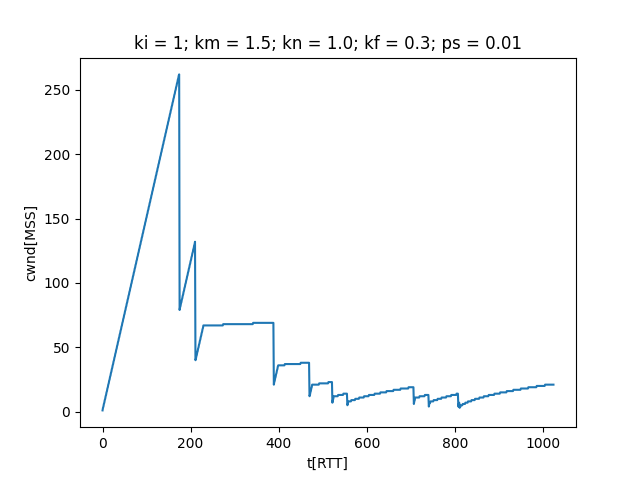 ki = 1; km = 1.5; kn = 1.0; kf = 0.3; ps = 0.01
250
200
150
100
50
0
cwnd[MSS]
0 200 400 600 800 1000
t[RTT]